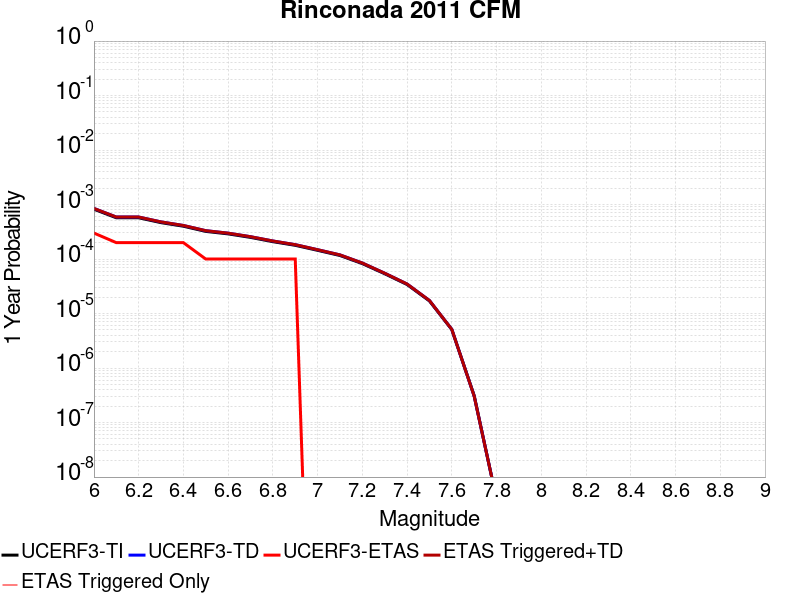 Rinconada 2011 CFM
10^0
10^-1
10^-2
10^-3
10^-4
10^-5
10^-6
10^-7
10^-8
1 Year Probability
6 6.2 6.4 6.6 6.8 7 7.2 7.4 7.6 7.8 8 8.2 8.4 8.6 8.8 9
Magnitude
UCERF3-TI UCERF3-TD UCERF3-ETAS ETAS Triggered+TD
ETAS Triggered Only